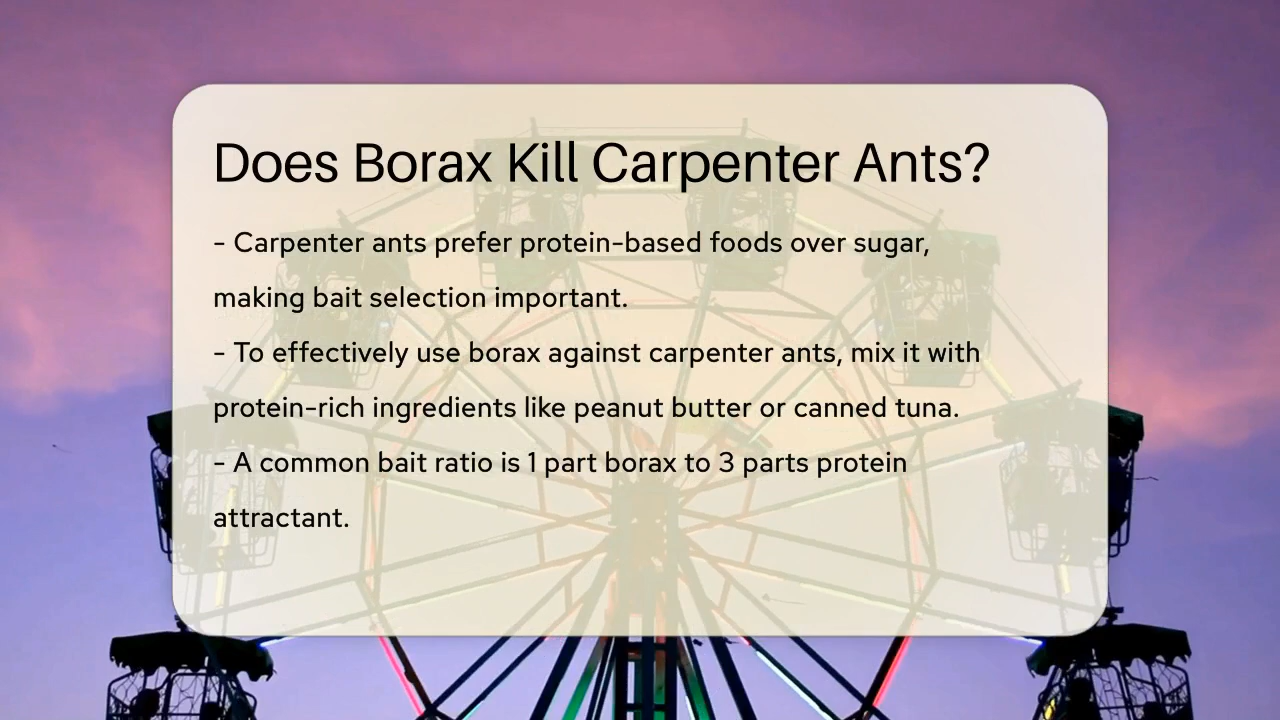 Does Borax Kill Carpenter Ants?
- Carpenter ants prefer protein-based foods over sugar,
making bait selection important.
- To effectively use borax against carpenter ants, mix it with
protein-rich ingredients like peanut butter or canned tuna.
- A common bait ratio is 1 part borax to 3 parts protein
attractant.